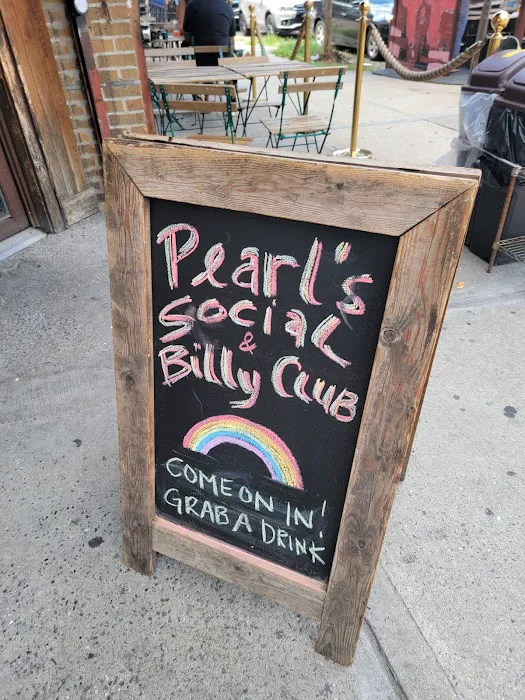 Pearl's
Social
&
Billy Club
COME ON IN!
GRAB A DRINK